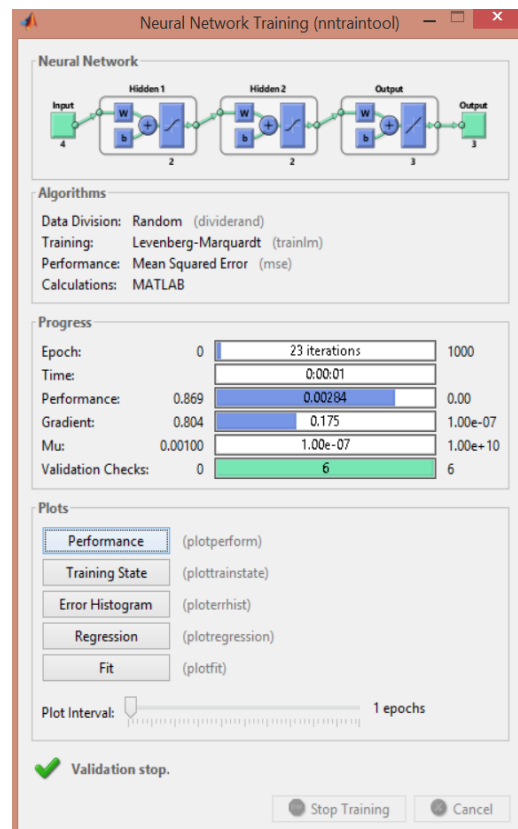 Neural Network Training (nntraintool)
Neural Network
Hidden 1
Hidden 2
Output
Input
W
b
+
4
2
W
b
+
2
W
b
+
3
Output
3
Algorithms
Data Division: Random (dividerand)
Training: Levenberg-Marquardt (trainlm)
Performance: Mean Squared Error (mse)
Calculations: MATLAB
Progress
Epoch: 0 23 iterations 1000
Time: 0:00:01
Performance: 0.869 0.00284 0.00
Gradient: 0.804 0.175 1.00e-07
Mu: 0.00100 1.00e-07 1.00e+10
Validation Checks: 0 6 6
Plots
Performance (plotperform)
Training State (plottrainstate)
Error Histogram (ploterrhist)
Regression (plotregression)
Fit (plotfit)
Plot Interval: 1 epochs
Validation stop.
Stop Training Cancel